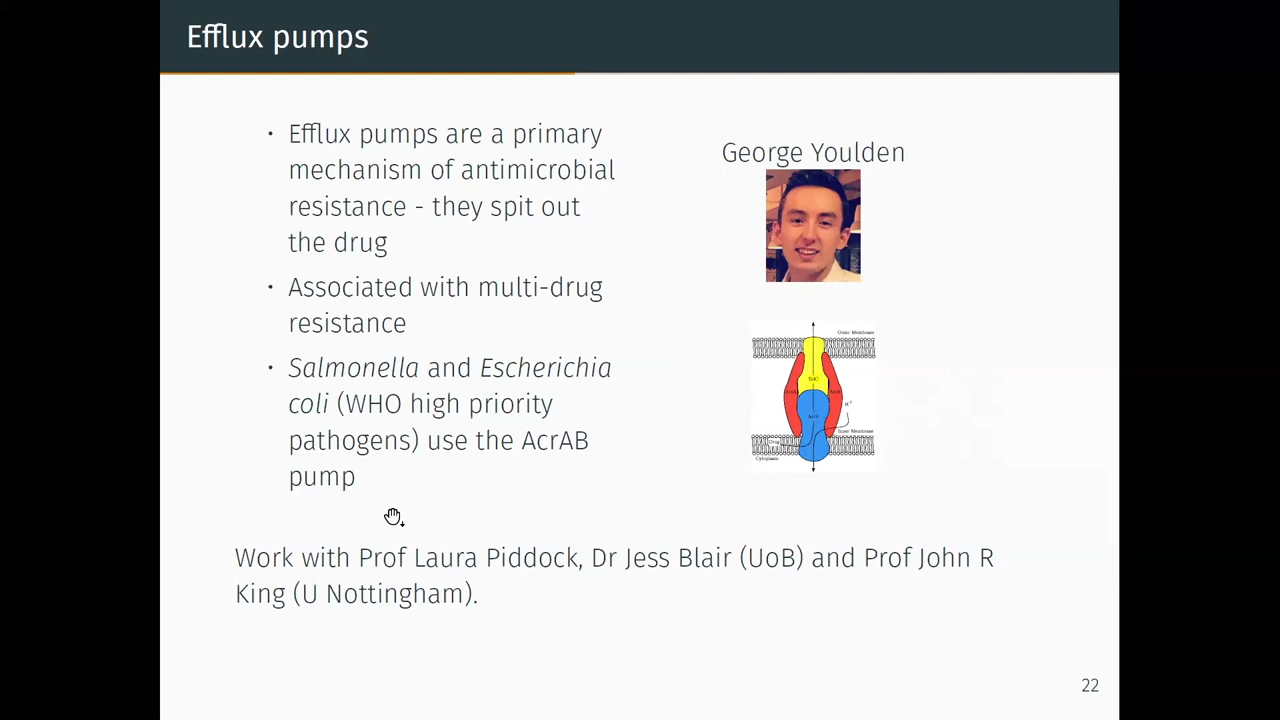 Efflux pumps
• Efflux pumps are a primary
mechanism of antimicrobial
resistance - they spit out
the drug
• Associated with multi-drug
resistance
• Salmonella and Escherichia
coli (WHO high priority
pathogens) use the AcrAB
pump
George Youlden
Outer Membrane
TolC
AcrA
AcrA
H+
AcrB
Inner Membrane
Drug
Cytoplasm
Work with Prof Laura Piddock, Dr Jess Blair (UoB) and Prof John R
King (U Nottingham).
22